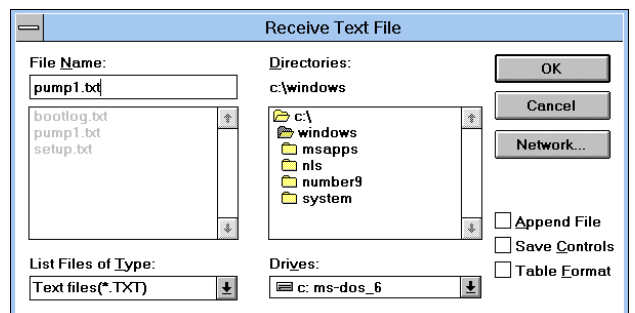 Receive Text File
File Name:
pump1.txt
bootlog.txt
pump1.txt
setup.txt
List Files of Type:
Text files(*.TXT)
Directories:
c:\windows
c:\
windows
msapps
nls
number9
system
Drives:
c: ms-dos_6
OK
Cancel
Network...
Append File
Save Controls
Table Format